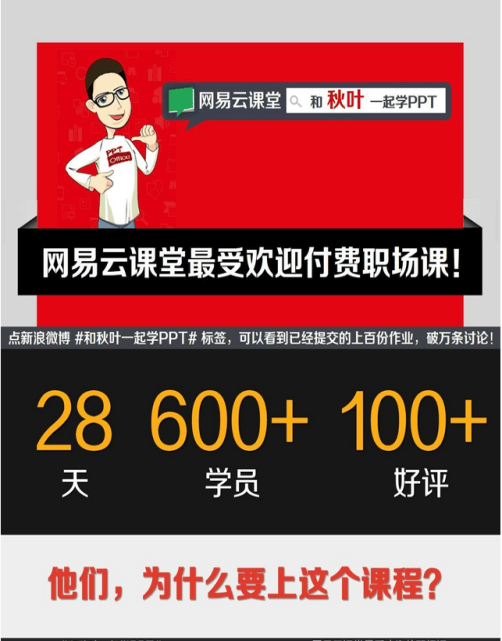 网易云课堂 和 秋叶 一起学PPT
PPT
Office
网易云课堂最受欢迎付费职场课!
点新浪微博 #和秋叶一起学PPT# 标签，可以看到已经提交的上百份作业，破万条讨论!
28 600+ 100+
天 学员 好评
他们，为什么要上这个课程?